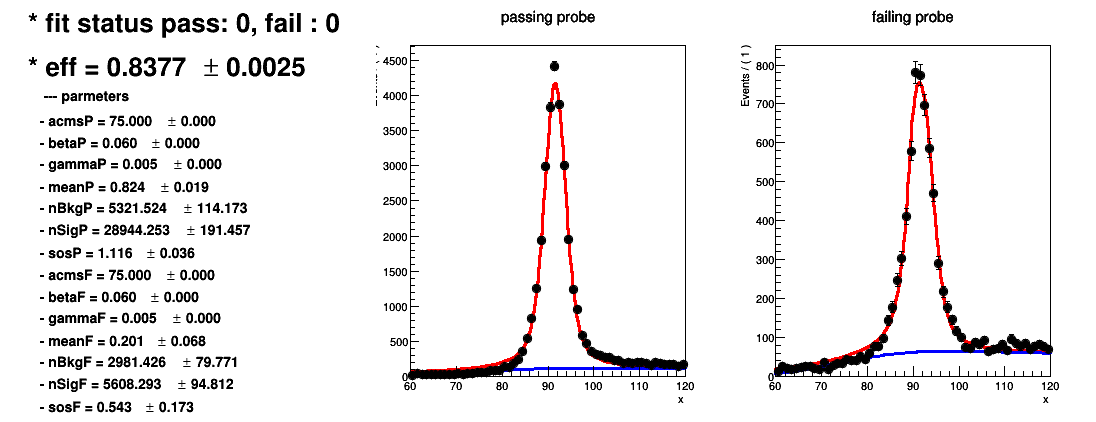 * fit status pass: 0, fail : 0
* eff = 0.8377 ± 0.0025
--- parmeters
- acmsP = 75.000 ± 0.000
- betaP = 0.060 ± 0.000
- gammaP = 0.005 ± 0.000
- meanP = 0.824 ± 0.019
- nBkgP = 5321.524 ± 114.173
- nSigP = 28944.253 ± 191.457
- sosP = 1.116 ± 0.036
- acmsF = 75.000 ± 0.000
- betaF = 0.060 ± 0.000
- gammaF = 0.005 ± 0.000
- meanF = 0.201 ± 0.068
- nBkgF = 2981.426 ± 79.771
- nSigF = 5608.293 ± 94.812
- sosF = 0.543 ± 0.173
passing probe
4500
4000
3500
3000
2500
2000
1500
1000
500
0
60 70 80 90 100 110 120
x
failing probe
Events / ( 1 )
800
700
600
500
400
300
200
100
0
60 70 80 90 100 110 120
x